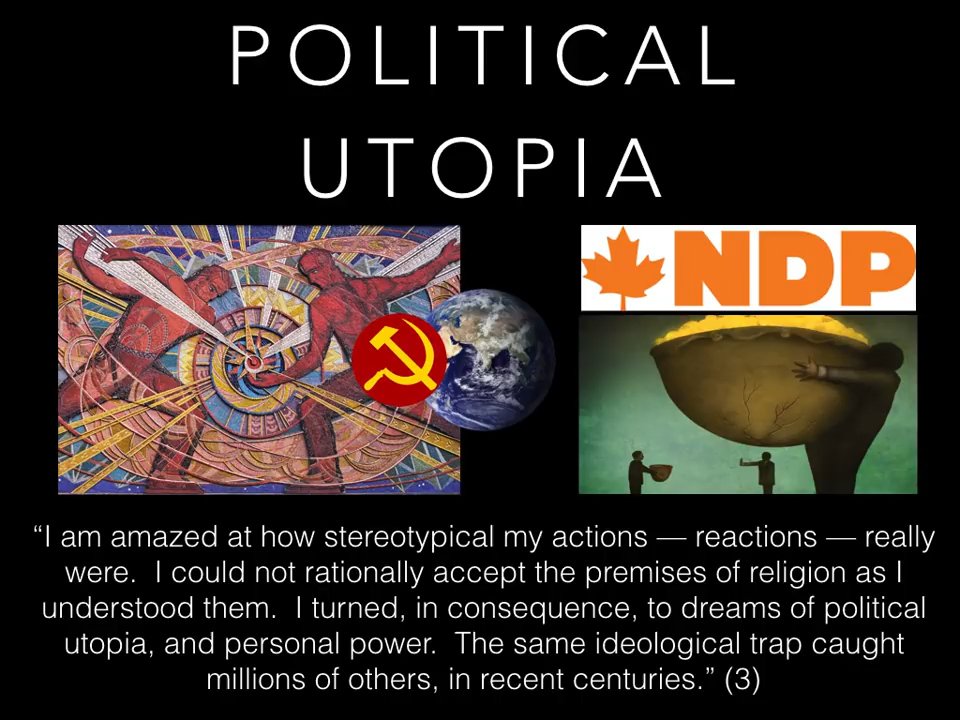 POLITICAL
UTOPIA
NDP
“I am amazed at how stereotypical my actions — reactions — really
were.  I could not rationally accept the premises of religion as I
understood them.  I turned, in consequence, to dreams of political
utopia, and personal power.  The same ideological trap caught
millions of others, in recent centuries.” (3)